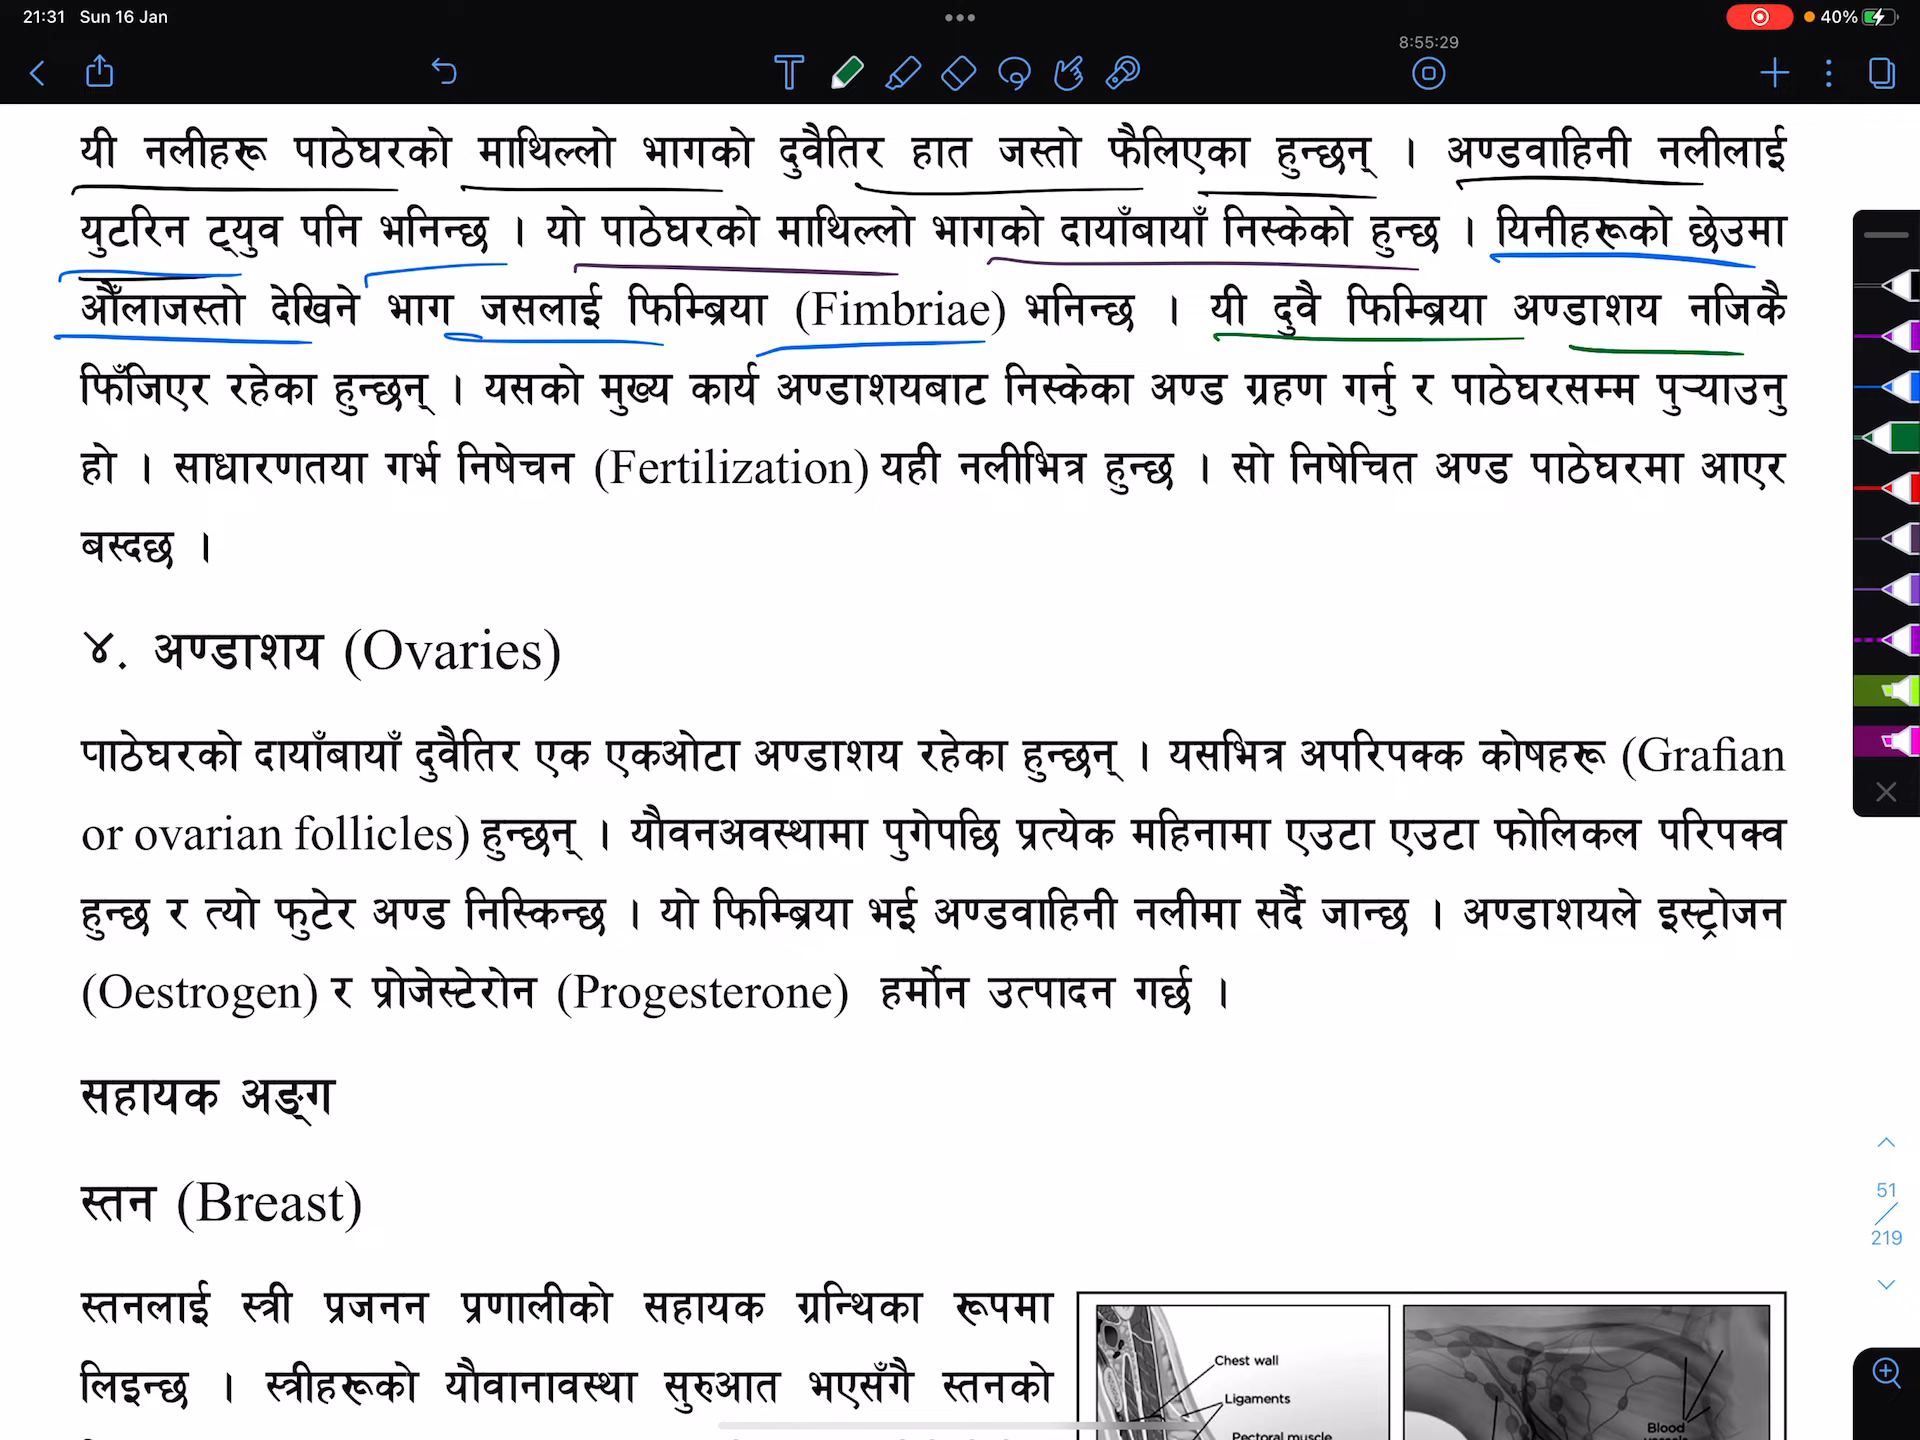 21:31 Sun 16 Jan
40%
8:55:29
यी नलीहरू पाठेघरको माथिल्लो भागको दुवैतिर हात जस्तो फैलिएका हुन्छन् । अण्डवाहिनी नलीलाई
युटरिन ट्युव पनि भनिन्छ । यो पाठेघरको माथिल्लो भागको दायाँबायाँ निस्केको हुन्छ । यिनीहरूको छेउमा
औंलाजस्तो देखिने भाग जसलाई फिम्ब्रिया (Fimbriae) भनिन्छ । यी दुवै फिम्ब्रिया अण्डाशय नजिकै
फिँजिएर रहेका हुन्छन् । यसको मुख्य कार्य अण्डाशयबाट निस्केका अण्ड ग्रहण गर्नु र पाठेघरसम्म पुऱ्याउनु
हो । साधारणतया गर्भ निषेचन (Fertilization) यही नलीभित्र हुन्छ । सो निषेचित अण्ड पाठेघरमा आएर
बस्दछ ।
४. अण्डाशय (Ovaries)
पाठेघरको दायाँबायाँ दुवैतिर एक एकओटा अण्डाशय रहेका हुन्छन् । यसभित्र अपरिपक्क कोषहरू (Grafian
or ovarian follicles) हुन्छन् । यौवनअवस्थामा पुगेपछि प्रत्येक महिनामा एउटा एउटा फोलिकल परिपक्व
हुन्छ र त्यो फुटेर अण्ड निस्किन्छ । यो फिम्ब्रिया भई अण्डवाहिनी नलीमा सर्दै जान्छ । अण्डाशयले इस्ट्रोजन
(Oestrogen) र प्रोजेस्टेरोन (Progesterone) हर्मोन उत्पादन गर्छ ।
सहायक अङ्ग
स्तन (Breast)
स्तनलाई स्त्री प्रजनन प्रणालीको सहायक ग्रन्थिका रूपमा
लिइन्छ । स्त्रीहरूको यौवानावस्था सुरुआत भएसँगै स्तनको
Chest wall
Ligaments
Pectoral muscle
Blood
51
219